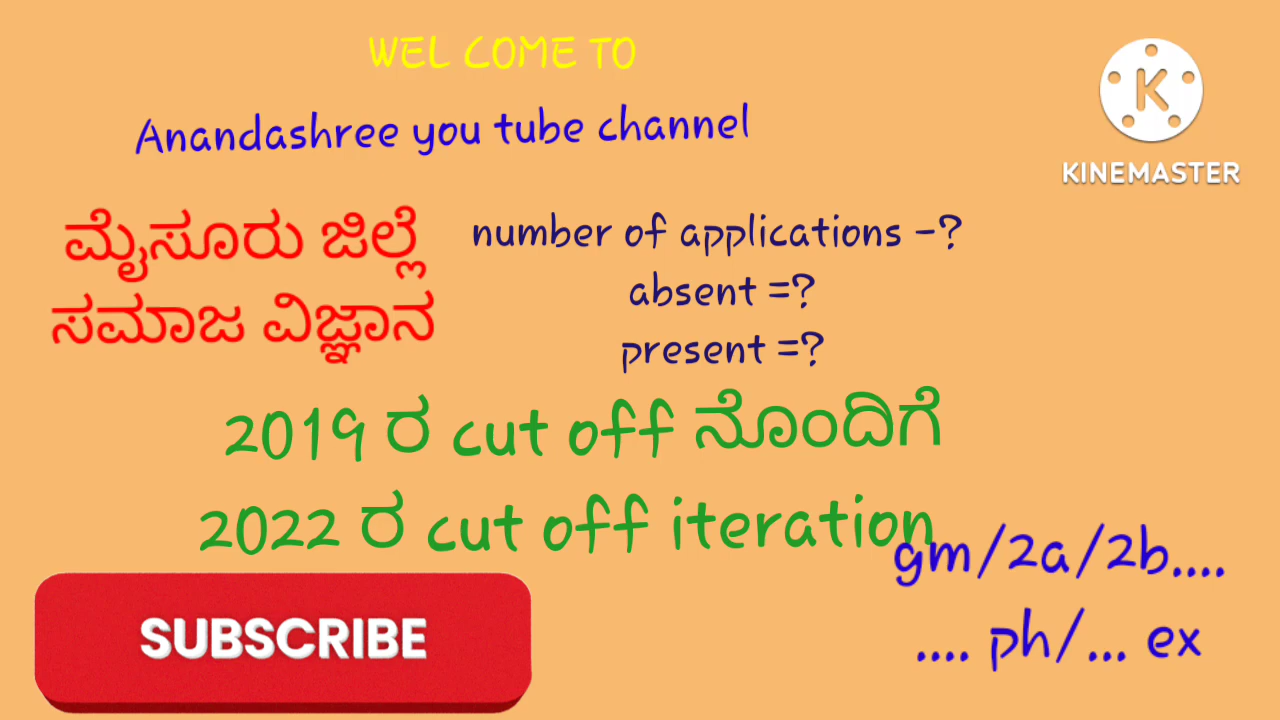 WEL COME TO
Anandashree you tube channel
KINEMASTER
ಮೈಸೂರು ಜಿಲ್ಲೆ
ಸಮಾಜ ವಿಜ್ಞಾನ
number of applications -?
absent =?
present =?
2019 ರ cut off ನೊಂದಿಗೆ
2022 ರ cut off iteration
gm/2a/2b....
.... ph/... ex
SUBSCRIBE